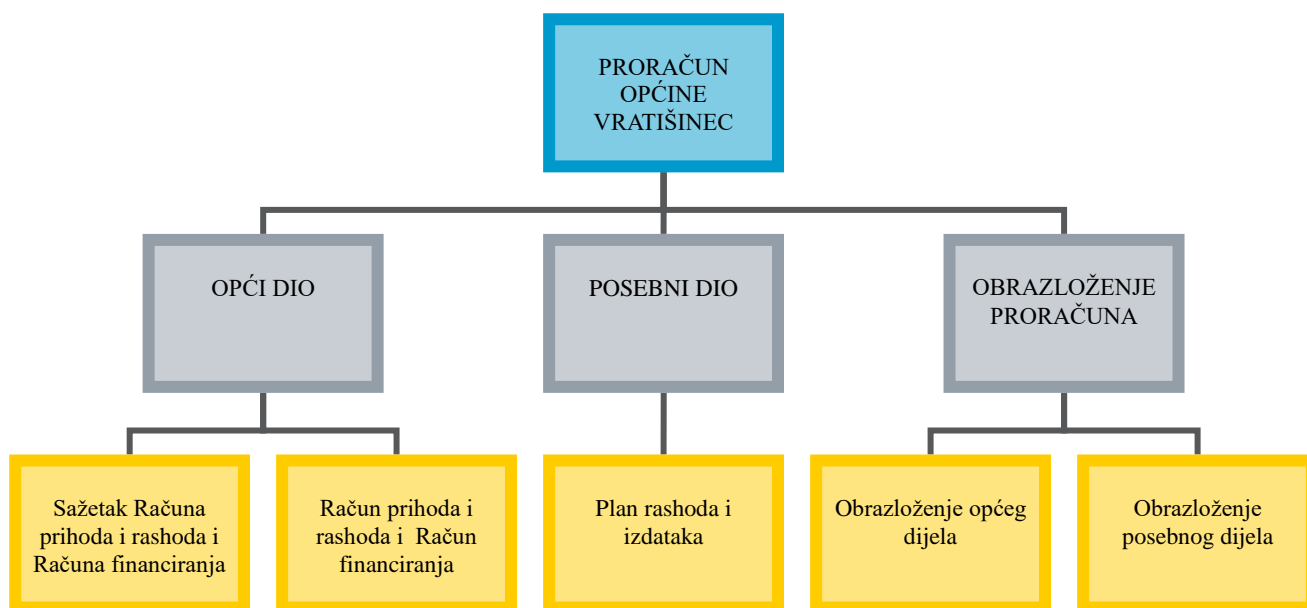 PRORAČUN
OPĆINE
VRATIŠINEC
OPĆI DIO
POSEBNI DIO
OBRAZLOŽENJE
PRORAČUNA
Sažetak Računa
prihoda i rashoda i
Računa financiranja
Račun prihoda i
rashoda i Račun
financiranja
Plan rashoda i
izdataka
Obrazloženje općeg
dijela
Obrazloženje
posebnog dijela